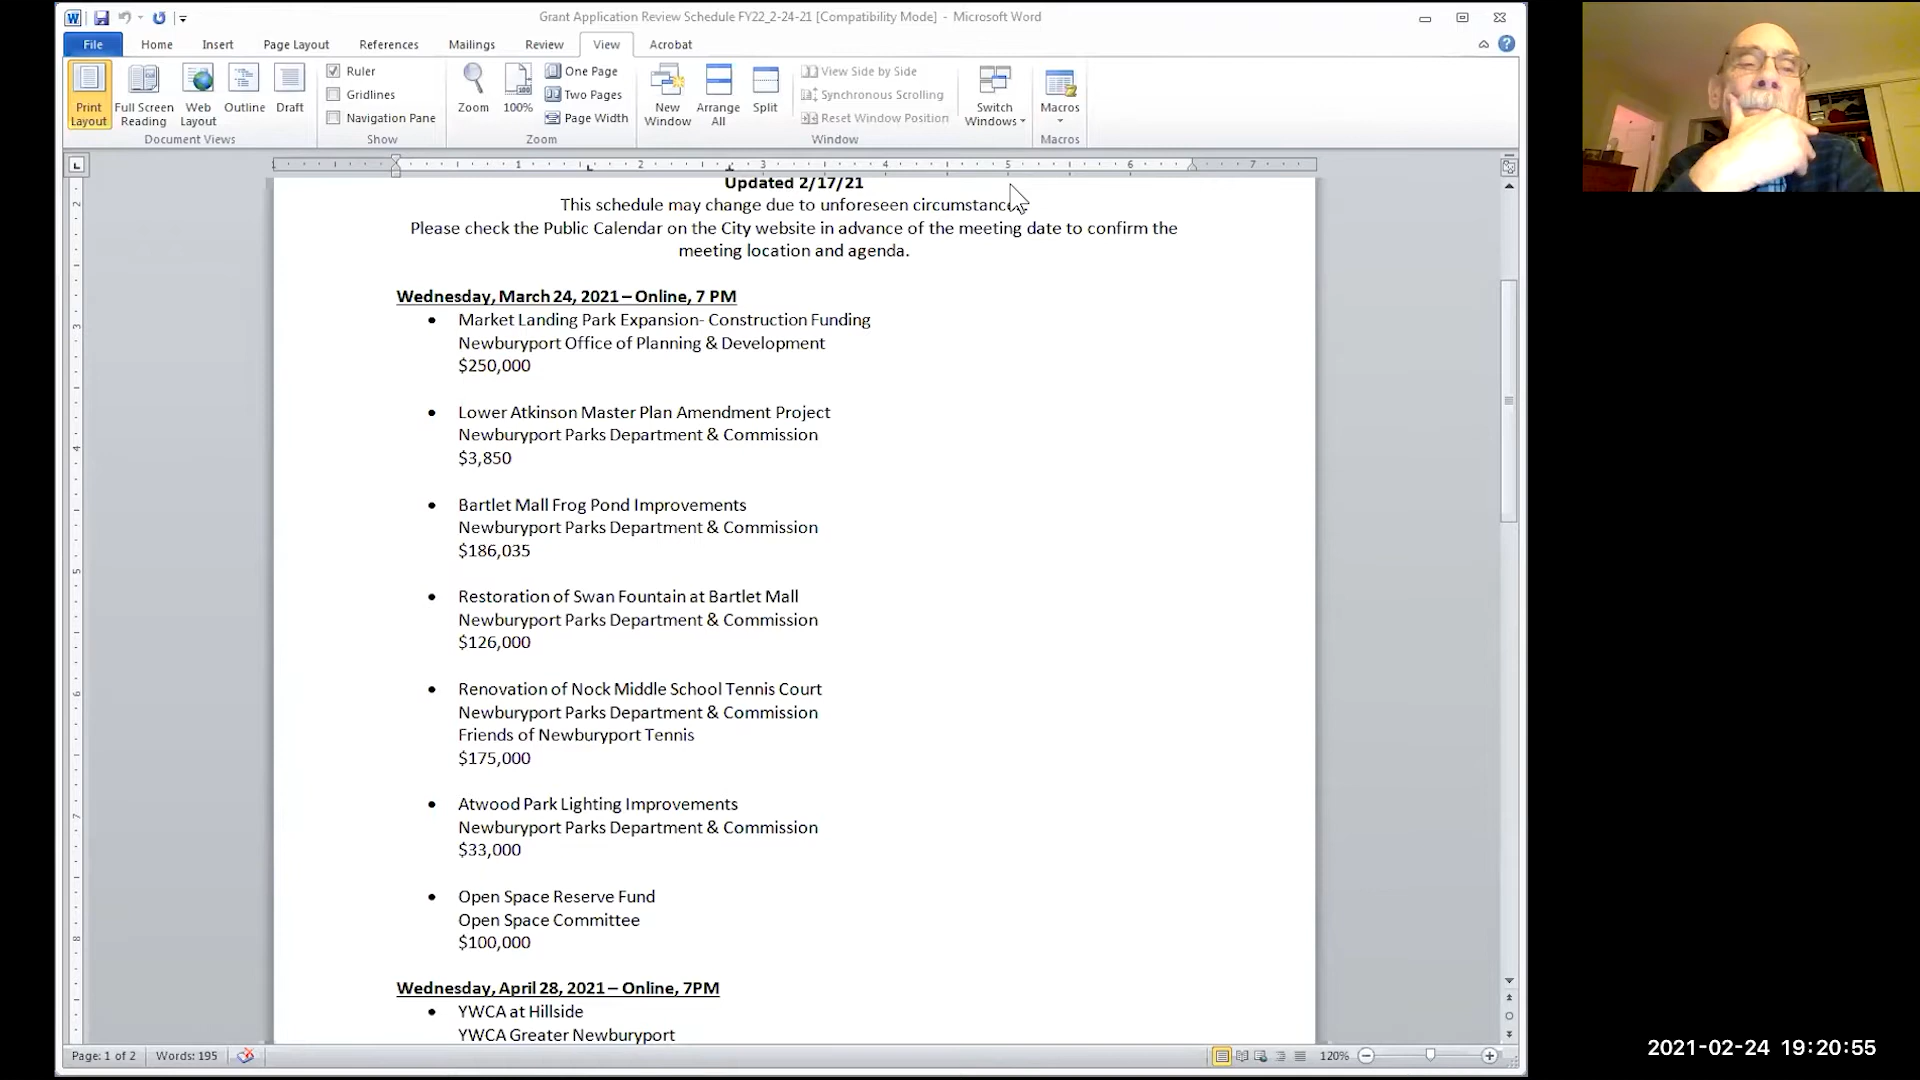 Grant Application Review Schedule FY22_2-24-21 [Compatibility Mode] - Microsoft Word
File Home Insert Page Layout References Mailings Review View Acrobat
Print Layout
Full Screen Reading
Web Layout
Outline
Draft
Document Views
Ruler
Gridlines
Navigation Pane
Show
Zoom
100%
One Page
Two Pages
Page Width
Zoom
New Window
Arrange All
Split
View Side by Side
Synchronous Scrolling
Reset Window Position
Window
Switch Windows
Macros
Macros
1 1 3 4 5 6 7
Updated 2/17/21
This schedule may change due to unforeseen circumstanc
Please check the Public Calendar on the City website in advance of the meeting date to confirm the
meeting location and agenda.
Wednesday, March 24, 2021 – Online, 7 PM
• Market Landing Park Expansion- Construction Funding
Newburyport Office of Planning & Development
$250,000
• Lower Atkinson Master Plan Amendment Project
Newburyport Parks Department & Commission
$3,850
• Bartlet Mall Frog Pond Improvements
Newburyport Parks Department & Commission
$186,035
• Restoration of Swan Fountain at Bartlet Mall
Newburyport Parks Department & Commission
$126,000
• Renovation of Nock Middle School Tennis Court
Newburyport Parks Department & Commission
Friends of Newburyport Tennis
$175,000
• Atwood Park Lighting Improvements
Newburyport Parks Department & Commission
$33,000
• Open Space Reserve Fund
Open Space Committee
$100,000
Wednesday, April 28, 2021 – Online, 7PM
• YWCA at Hillside
YWCA Greater Newburyport
Page: 1 of 2 Words: 195 120%
2021-02-24 19:20:55